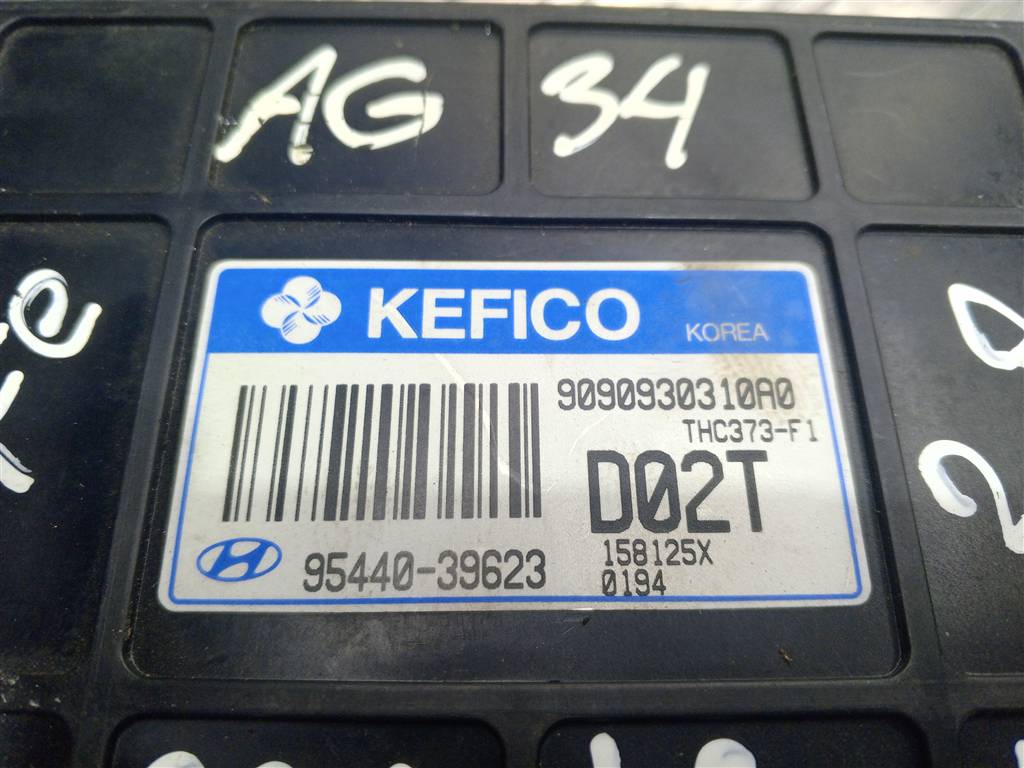 AG 34
KEFICO KOREA
9090930310A0
THC373-F1
D02T
158125X
0194
95440-39623